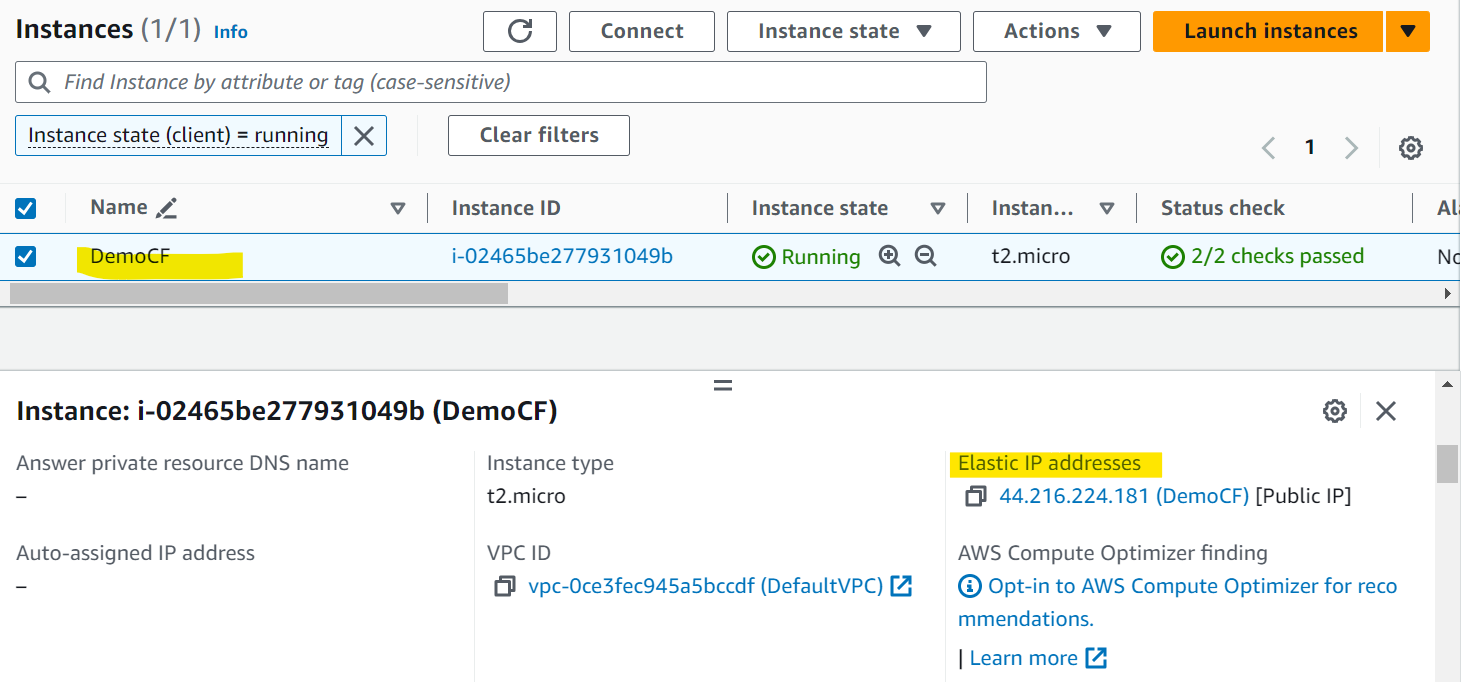 Instances (1/1) Info
Connect
Instance state
Actions
Launch instances
Find Instance by attribute or tag (case-sensitive)
Instance state (client) = running
Clear filters
1
Name
Instance ID
Instance state
Instan...
Status check
DemoCF
i-02465be277931049b
Running
t2.micro
2/2 checks passed
No
Instance: i-02465be277931049b (DemoCF)
Answer private resource DNS name
–
Instance type
t2.micro
Elastic IP addresses
44.216.224.181 (DemoCF) [Public IP]
Auto-assigned IP address
–
VPC ID
vpc-0ce3fec945a5bccdf (DefaultVPC)
AWS Compute Optimizer finding
Opt-in to AWS Compute Optimizer for reco
mmendations.
| Learn more